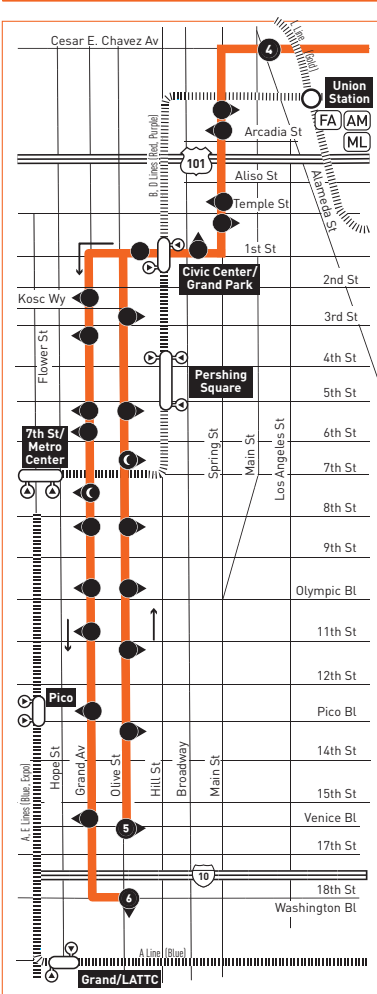 Cesar E. Chavez Av
4
L Line (Gold)
Union
Station
FA AM
ML
B, D Lines (Red, Purple)
Arcadia St
101
Aliso St
Alameda St
Temple St
1st St
Civic Center/
Grand Park
2nd St
Kosc Wy
3rd St
Flower St
4th St
Pershing
Square
5th St
6th St
7th St/
Metro
Center
Spring St
Main St
Los Angeles St
7th St
8th St
9th St
Olympic Bl
11th St
12th St
Pico
Pico Bl
14th St
Hope St
Grand Av
Olive St
Hill St
Broadway
Main St
A, E Lines (Blue, Expo)
15th St
Venice Bl
5
17th St
10
18th St
6
Washington Bl
A Line (Blue)
Grand/LATTC